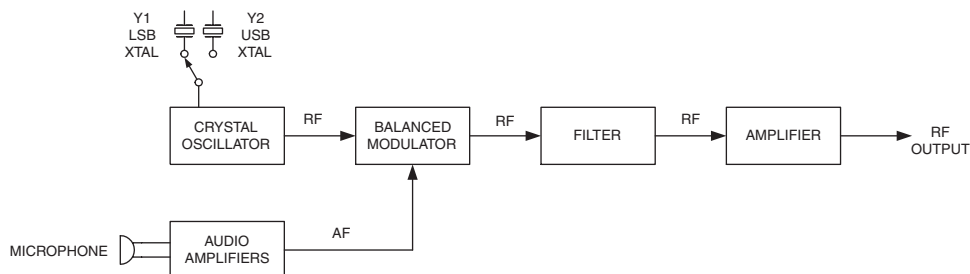 Y1
LSB
XTAL
Y2
USB
XTAL
CRYSTAL
OSCILLATOR
RF
BALANCED
MODULATOR
RF
FILTER
RF
AMPLIFIER
RF
OUTPUT
MICROPHONE
AUDIO
AMPLIFIERS
AF